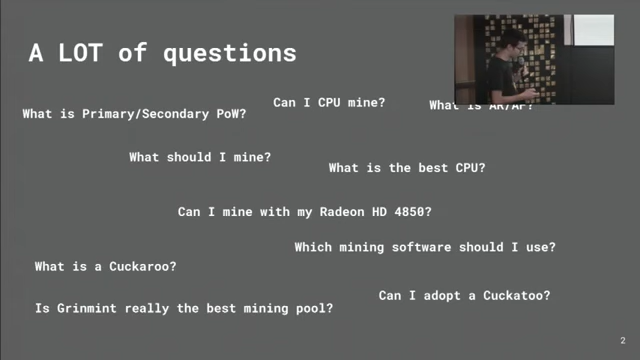 A LOT of questions
Can I CPU mine?
What is AR/AF?
What is Primary/Secondary PoW?
What should I mine?
What is the best CPU?
Can I mine with my Radeon HD 4850?
Which mining software should I use?
What is a Cuckaroo?
Can I adopt a Cuckatoo?
Is Grinmint really the best mining pool?
2